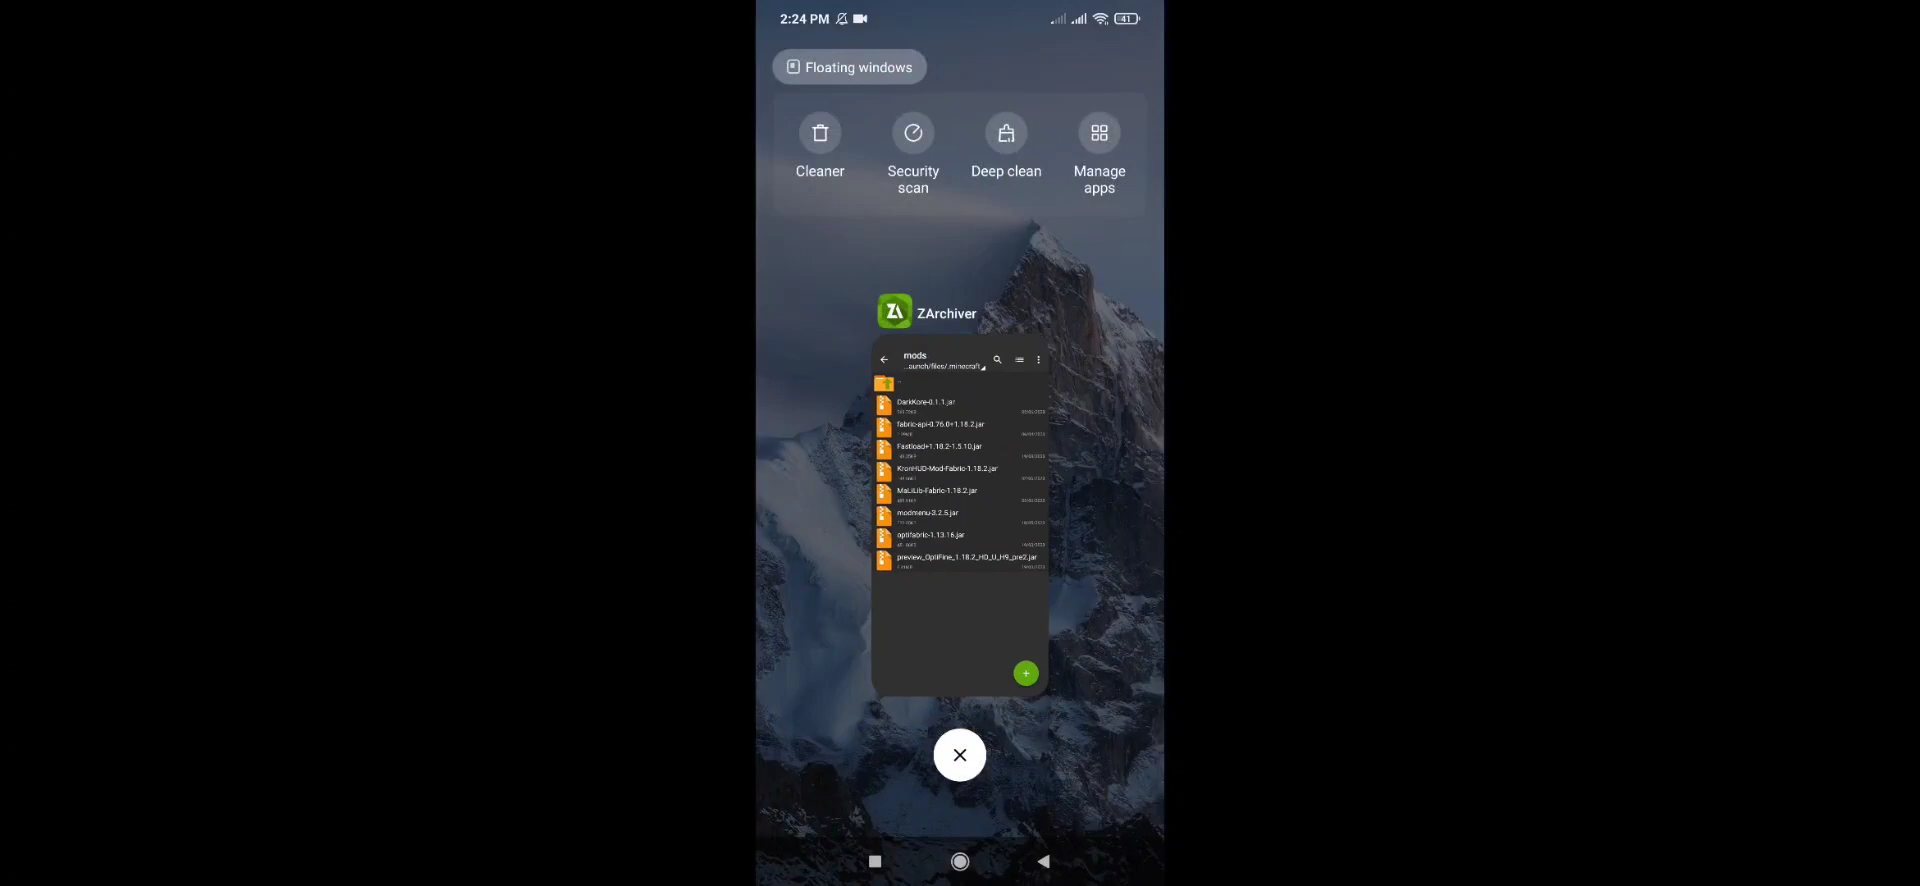 2:24 PM
41
Floating windows
Cleaner
Security scan
Deep clean
Manage apps
ZA
ZArchiver
mods
...aunch/files/.minecraft
..
DarkKore-0.1.1.jar
fabric-api-0.76.0+1.18.2.jar
Fastload+1.18.2-1.5.10.jar
KronHUD-Mod-Fabric-1.18.2.jar
MaLiLib-Fabric-1.18.2.jar
modmenu-3.2.5.jar
optifabric-1.13.16.jar
preview_OptiFine_1.18.2_HD_U_H9_pre2.jar